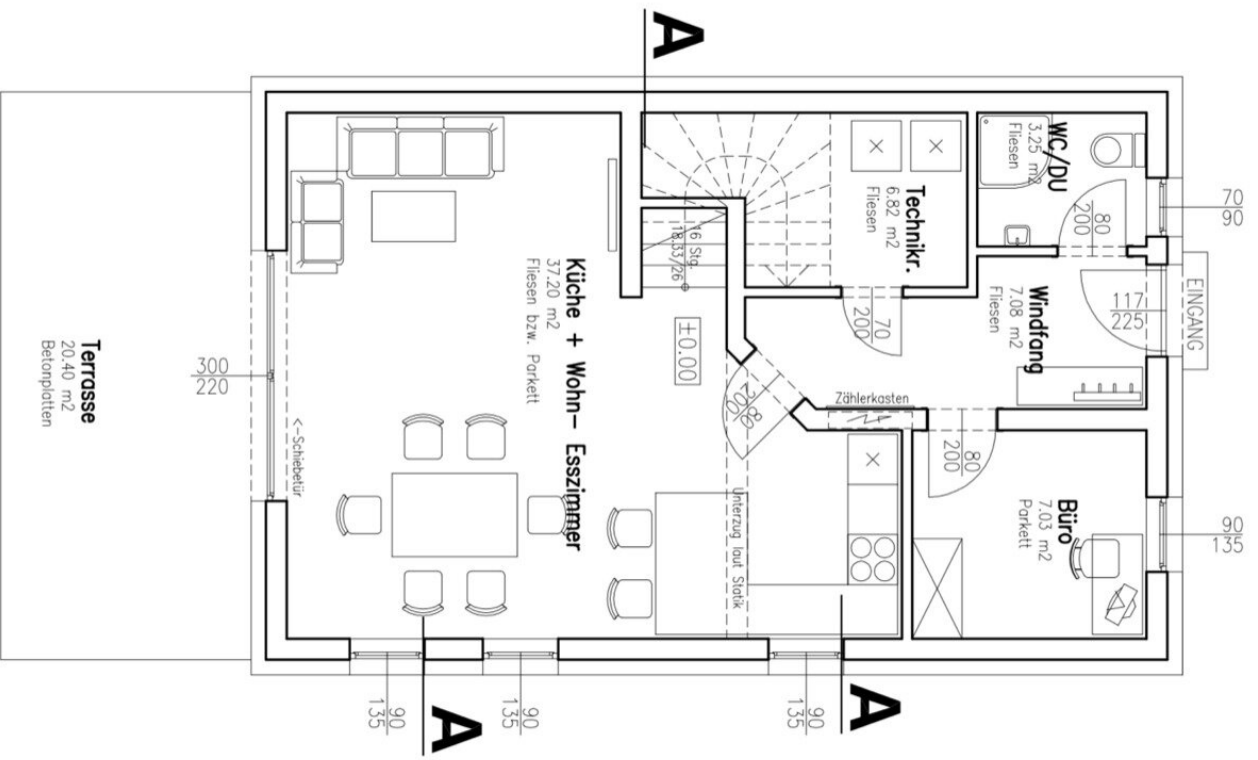 A
WC/DU
3.25 m2
Fliesen
80
200
70
90
Technikr.
6.82 m2
Fliesen
16 Stg.
18.33/26
EINGANG
117
225
Windfang
7.08 m2
Fliesen
70
200
±0.00
Küche + Wohn- Esszimmer
37.20 m2
Fliesen bzw. Parkett
80
200
Zählerkasten
80
200
Terrasse
20.40 m2
Betonplatten
300
220
<-Schiebetür
Unterzug laut Statik
Büro
7.03 m2
Parkett
90
135
90
135
A
90
135
90
135
A